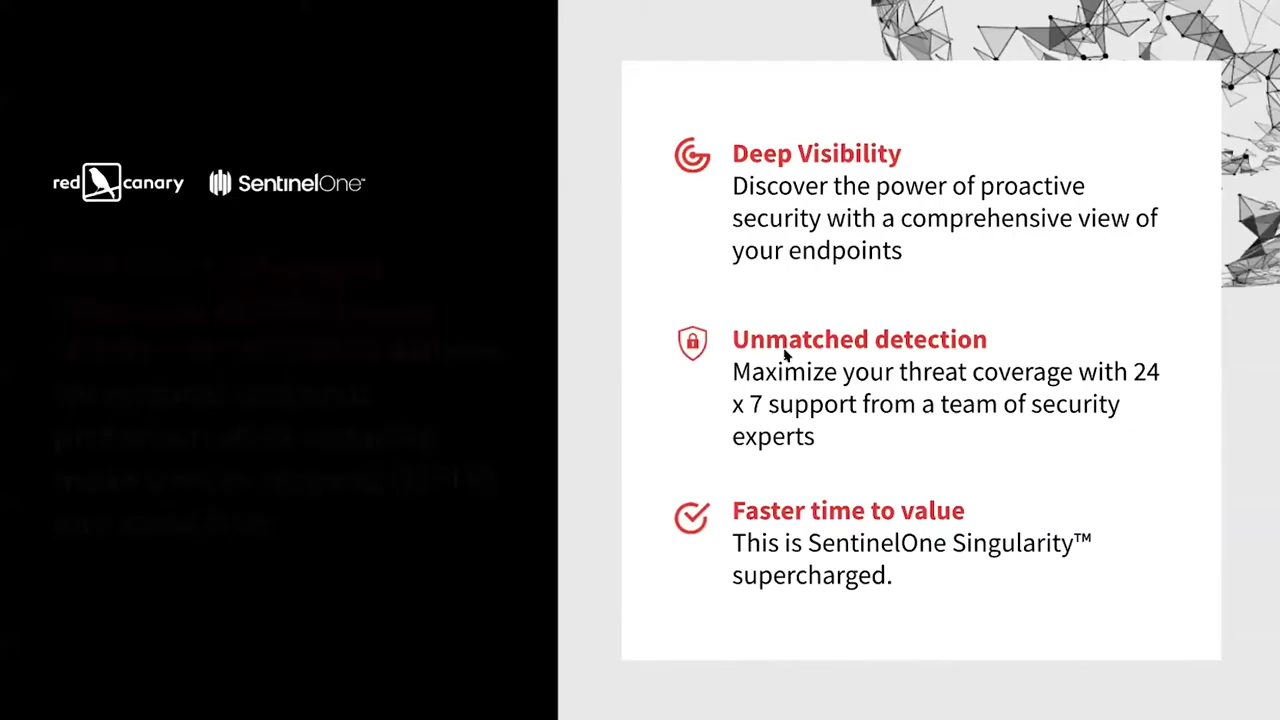 red canary SentinelOne
Deep Visibility
Discover the power of proactive
security with a comprehensive view of
your endpoints
Unmatched detection
Maximize your threat coverage with 24
x 7 support from a team of security
experts
Faster time to value
This is SentinelOne Singularity™
supercharged.